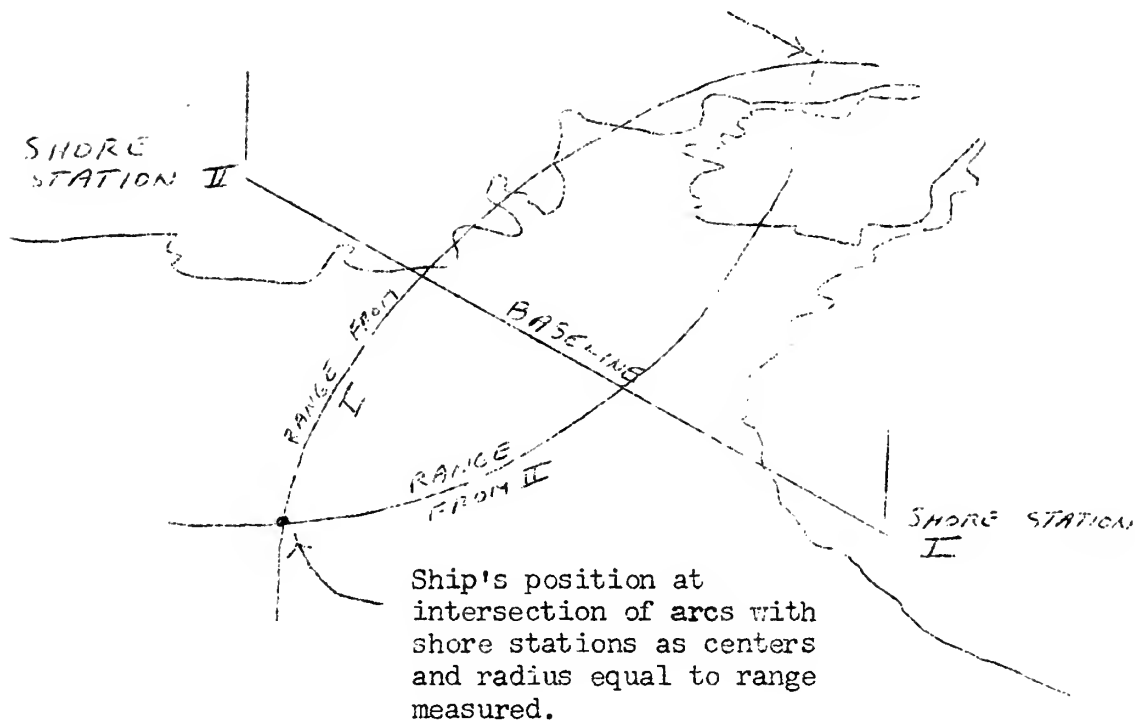 SHORE
STATION II
RANGE FROM
I
BASELINE
RANGE
FROM II
SHORE STATION
I
Ship's position at
intersection of arcs with
shore stations as centers
and radius equal to range
measured.